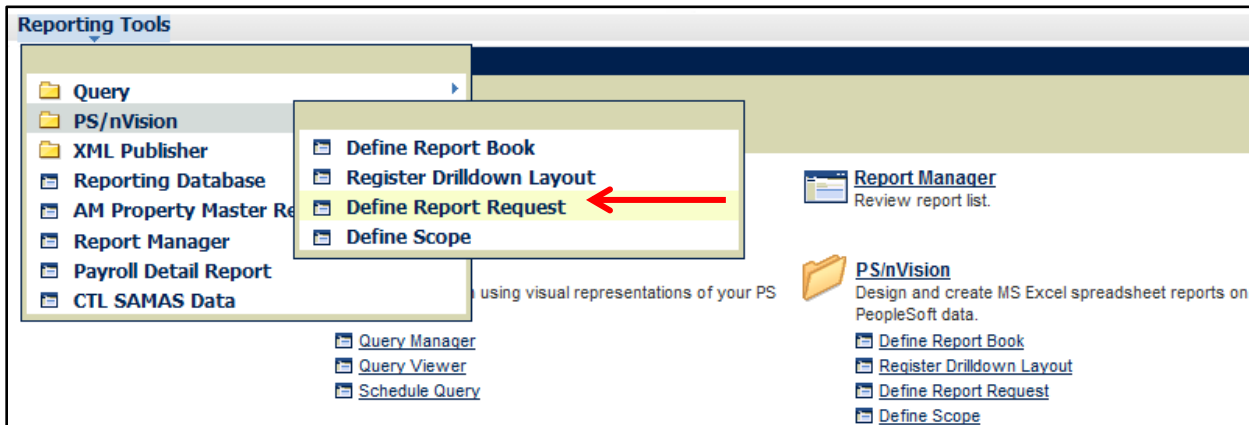 Reporting Tools
Query
PS/nVision
XML Publisher
Reporting Database
AM Property Master Re
Report Manager
Payroll Detail Report
CTL SAMAS Data
Define Report Book
Register Drilldown Layout
Define Report Request
Define Scope
Report Manager
Review report list.
using visual representations of your PS
Query Manager
Query Viewer
Schedule Query
PS/nVision
Design and create MS Excel spreadsheet reports on
PeopleSoft data.
Define Report Book
Register Drilldown Layout
Define Report Request
Define Scope